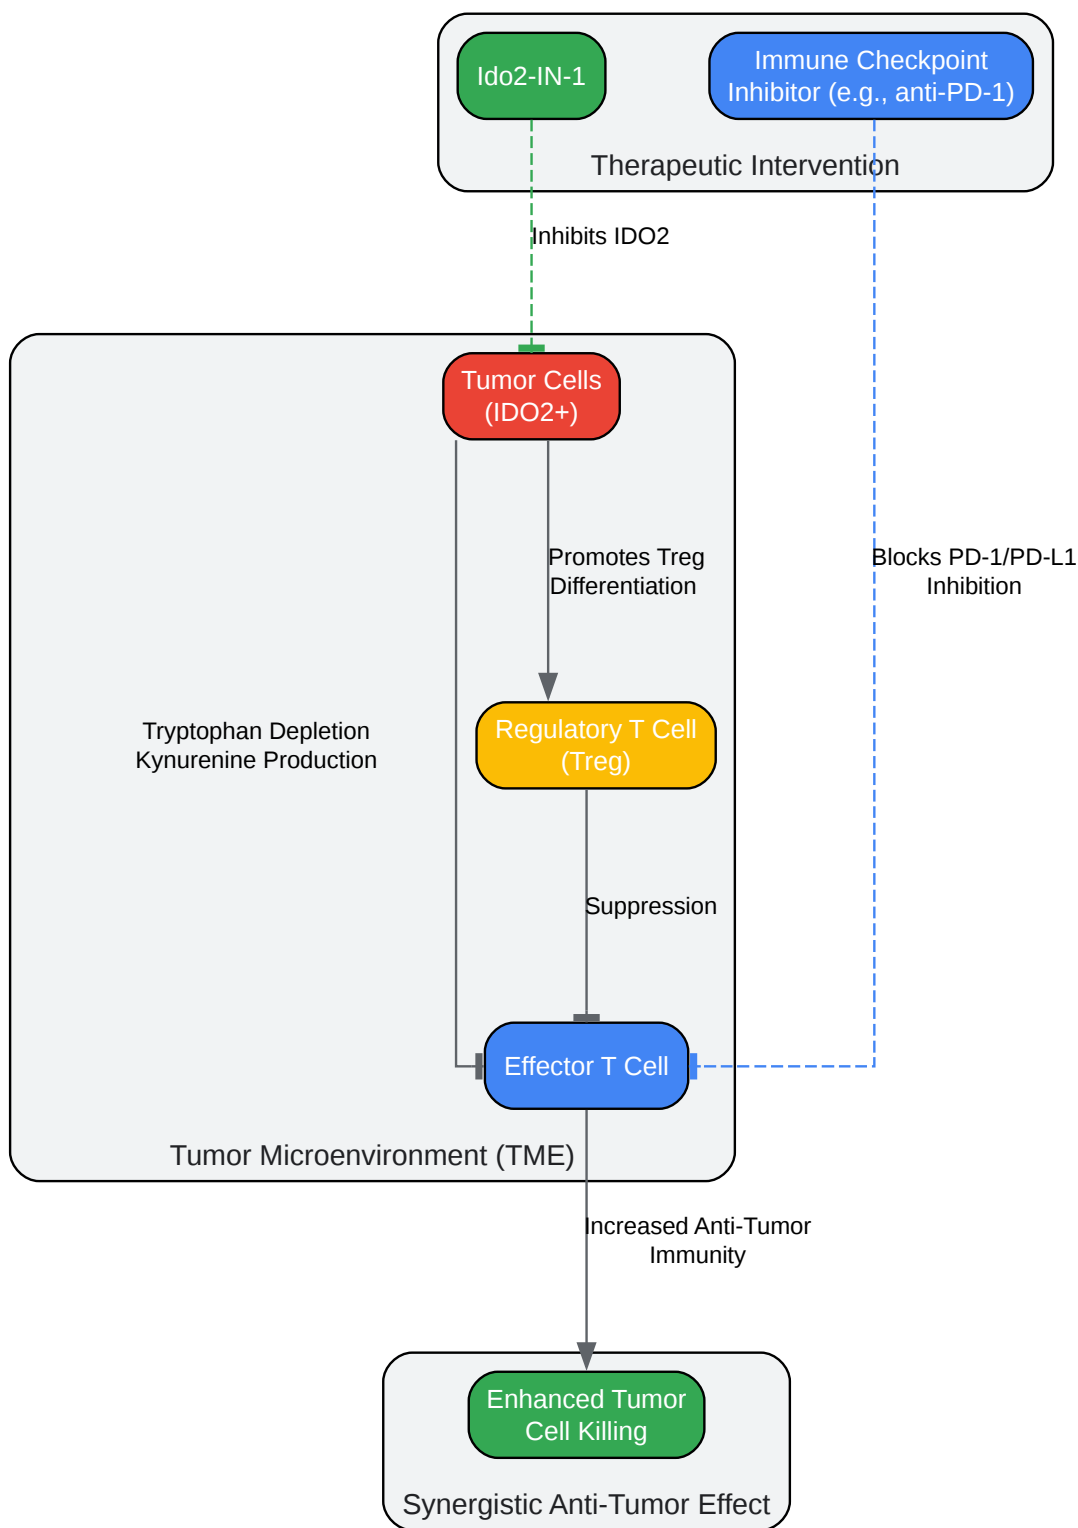 Ido2-IN-1
Immune Checkpoint
Inhibitor (e.g., anti-PD-1)
Therapeutic Intervention
Inhibits IDO2
Tumor Cells
(IDO2+)
Promotes Treg
Differentiation
Blocks PD-1/PD-L1
Inhibition
Tryptophan Depletion
Kynurenine Production
Regulatory T Cell
(Treg)
Suppression
Effector T Cell
Tumor Microenvironment (TME)
Increased Anti-Tumor
Immunity
Enhanced Tumor
Cell Killing
Synergistic Anti-Tumor Effect